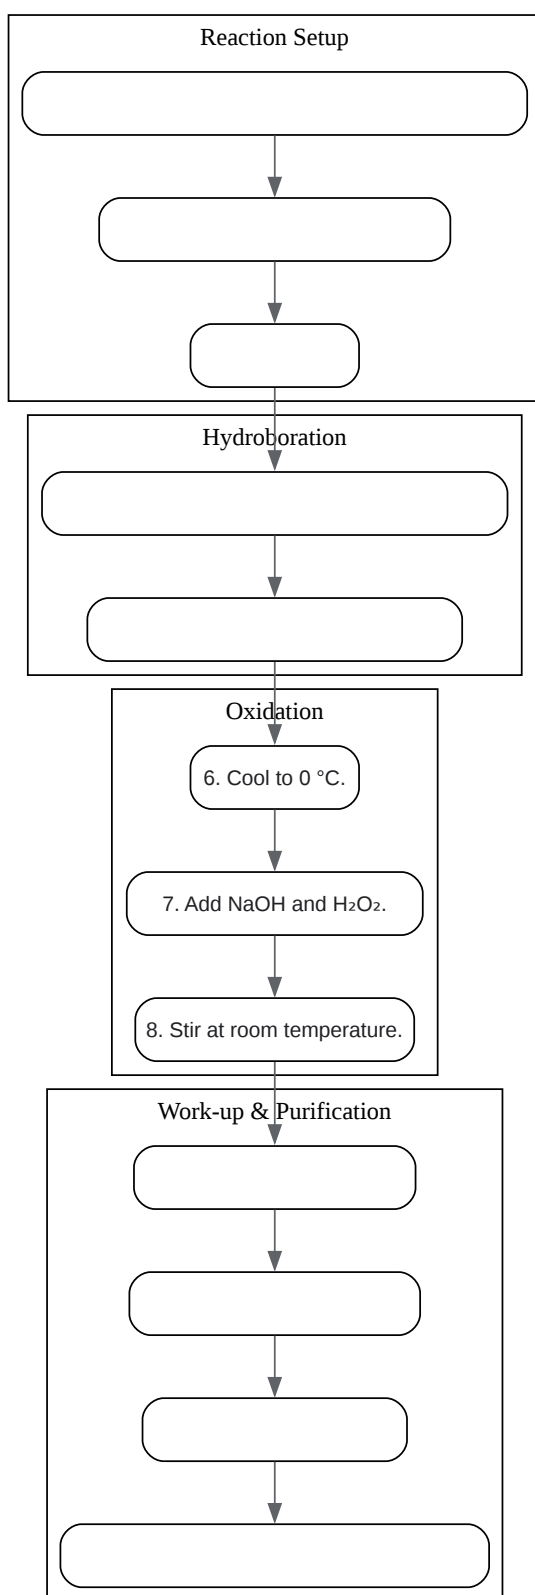 Reaction Setup
Hydroboration
Oxidation
6. Cool to 0 °C.
7. Add NaOH and H₂O₂.
8. Stir at room temperature.
Work-up & Purification